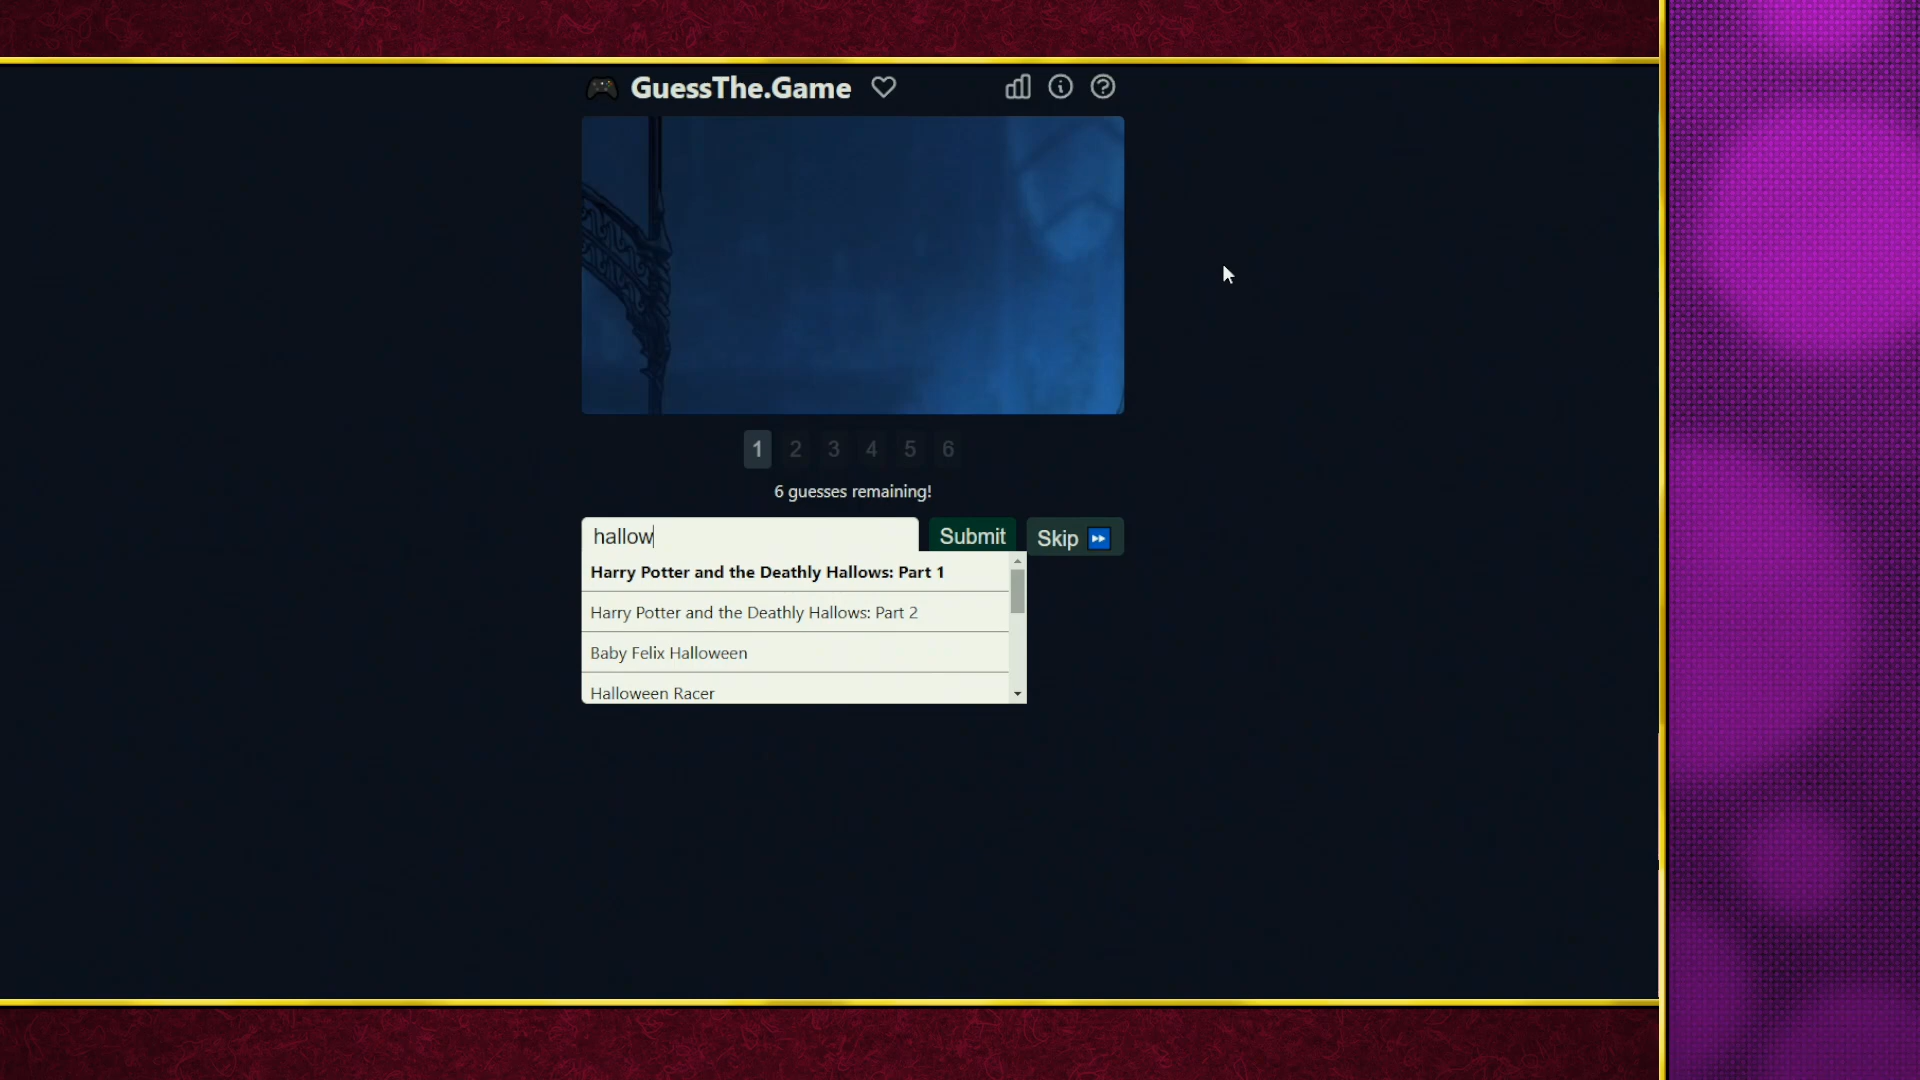 GuessThe.Game
1 2 3 4 5 6
6 guesses remaining!
hallow
Submit
Skip
Harry Potter and the Deathly Hallows: Part 1
Harry Potter and the Deathly Hallows: Part 2
Baby Felix Halloween
Halloween Racer